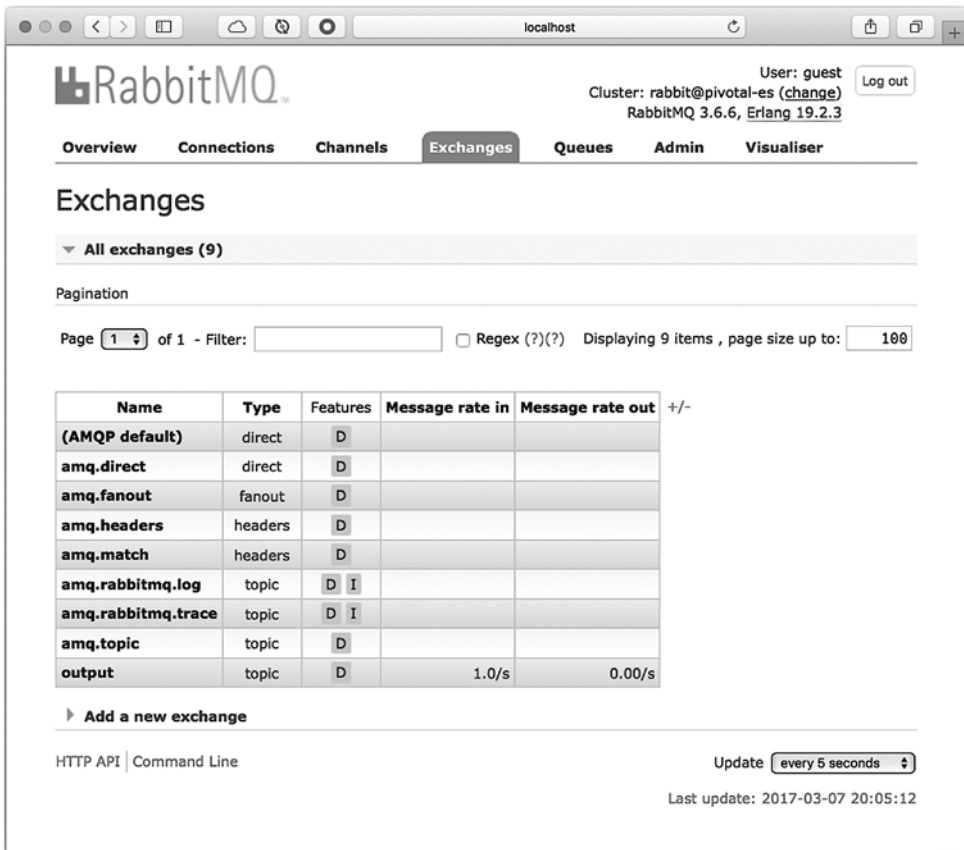 localhost
RabbitMQ™
User: guest
Cluster: rabbit@pivotal-es (change)
RabbitMQ 3.6.6, Erlang 19.2.3
Log out
Overview Connections Channels Exchanges Queues Admin Visualiser
Exchanges
All exchanges (9)
Pagination
Page 1 of 1 - Filter: Regex (?)(?) Displaying 9 items , page size up to: 100
Name Type Features Message rate in Message rate out +/-
(AMQP default) direct D
amq.direct direct D
amq.fanout fanout D
amq.headers headers D
amq.match headers D
amq.rabbitmq.log topic D I
amq.rabbitmq.trace topic D I
amq.topic topic D
output topic D 1.0/s 0.00/s
Add a new exchange
HTTP API Command Line
Update every 5 seconds
Last update: 2017-03-07 20:05:12